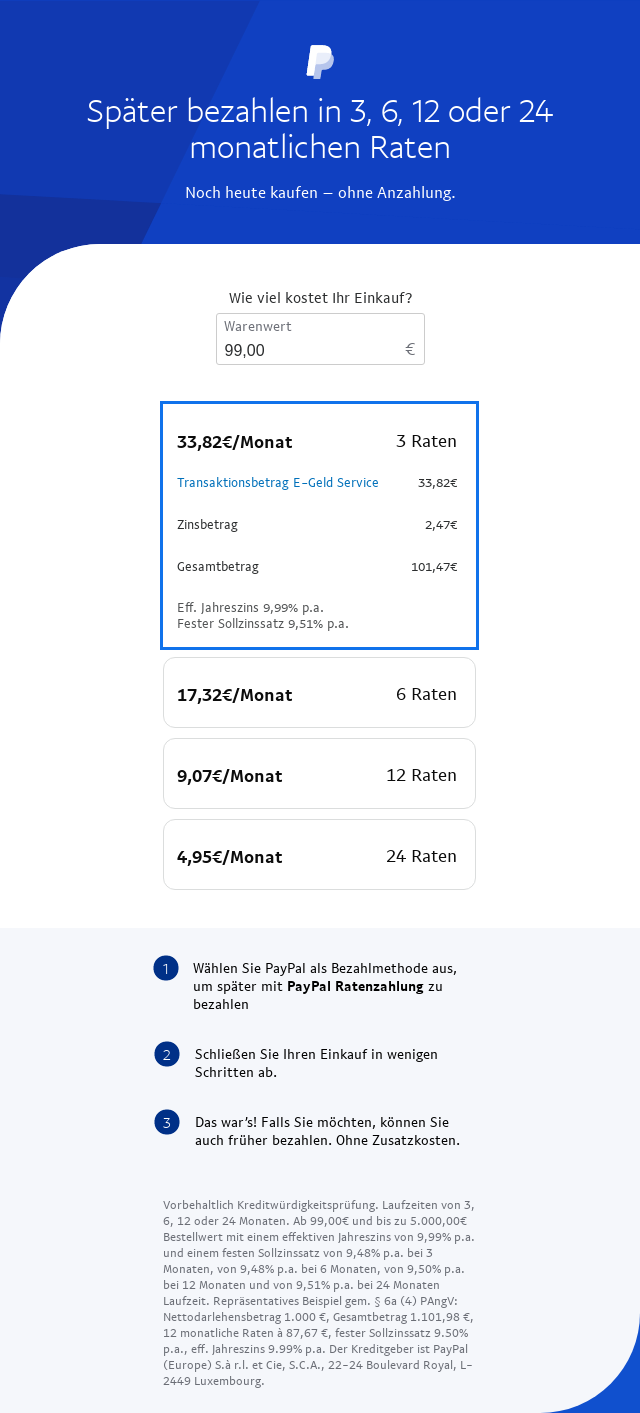 Später bezahlen in 3, 6, 12 oder 24
monatlichen Raten
Noch heute kaufen – ohne Anzahlung.
Wie viel kostet Ihr Einkauf?
Warenwert
99,00 €
33,82€/Monat 3 Raten
Transaktionsbetrag E-Geld Service 33,82€
Zinsbetrag 2,47€
Gesamtbetrag 101,47€
Eff. Jahreszins 9,99% p.a.
Fester Sollzinssatz 9,51% p.a.
17,32€/Monat 6 Raten
9,07€/Monat 12 Raten
4,95€/Monat 24 Raten
1 Wählen Sie PayPal als Bezahlmethode aus,
um später mit PayPal Ratenzahlung zu
bezahlen
2 Schließen Sie Ihren Einkauf in wenigen
Schritten ab.
3 Das war's! Falls Sie möchten, können Sie
auch früher bezahlen. Ohne Zusatzkosten.
Vorbehaltlich Kreditwürdigkeitsprüfung. Laufzeiten von 3,
6, 12 oder 24 Monaten. Ab 99,00€ und bis zu 5.000,00€
Bestellwert mit einem effektiven Jahreszins von 9,99% p.a.
und einem festen Sollzinssatz von 9,48% p.a. bei 3
Monaten, von 9,48% p.a. bei 6 Monaten, von 9,50% p.a.
bei 12 Monaten und von 9,51% p.a. bei 24 Monaten
Laufzeit. Repräsentatives Beispiel gem. § 6a (4) PAngV:
Nettodarlehensbetrag 1.000 €, Gesamtbetrag 1.101,98 €,
12 monatliche Raten à 87,67 €, fester Sollzinssatz 9.50%
p.a., eff. Jahreszins 9.99% p.a. Der Kreditgeber ist PayPal
(Europe) S.à r.l. et Cie, S.C.A., 22-24 Boulevard Royal, L-
2449 Luxembourg.